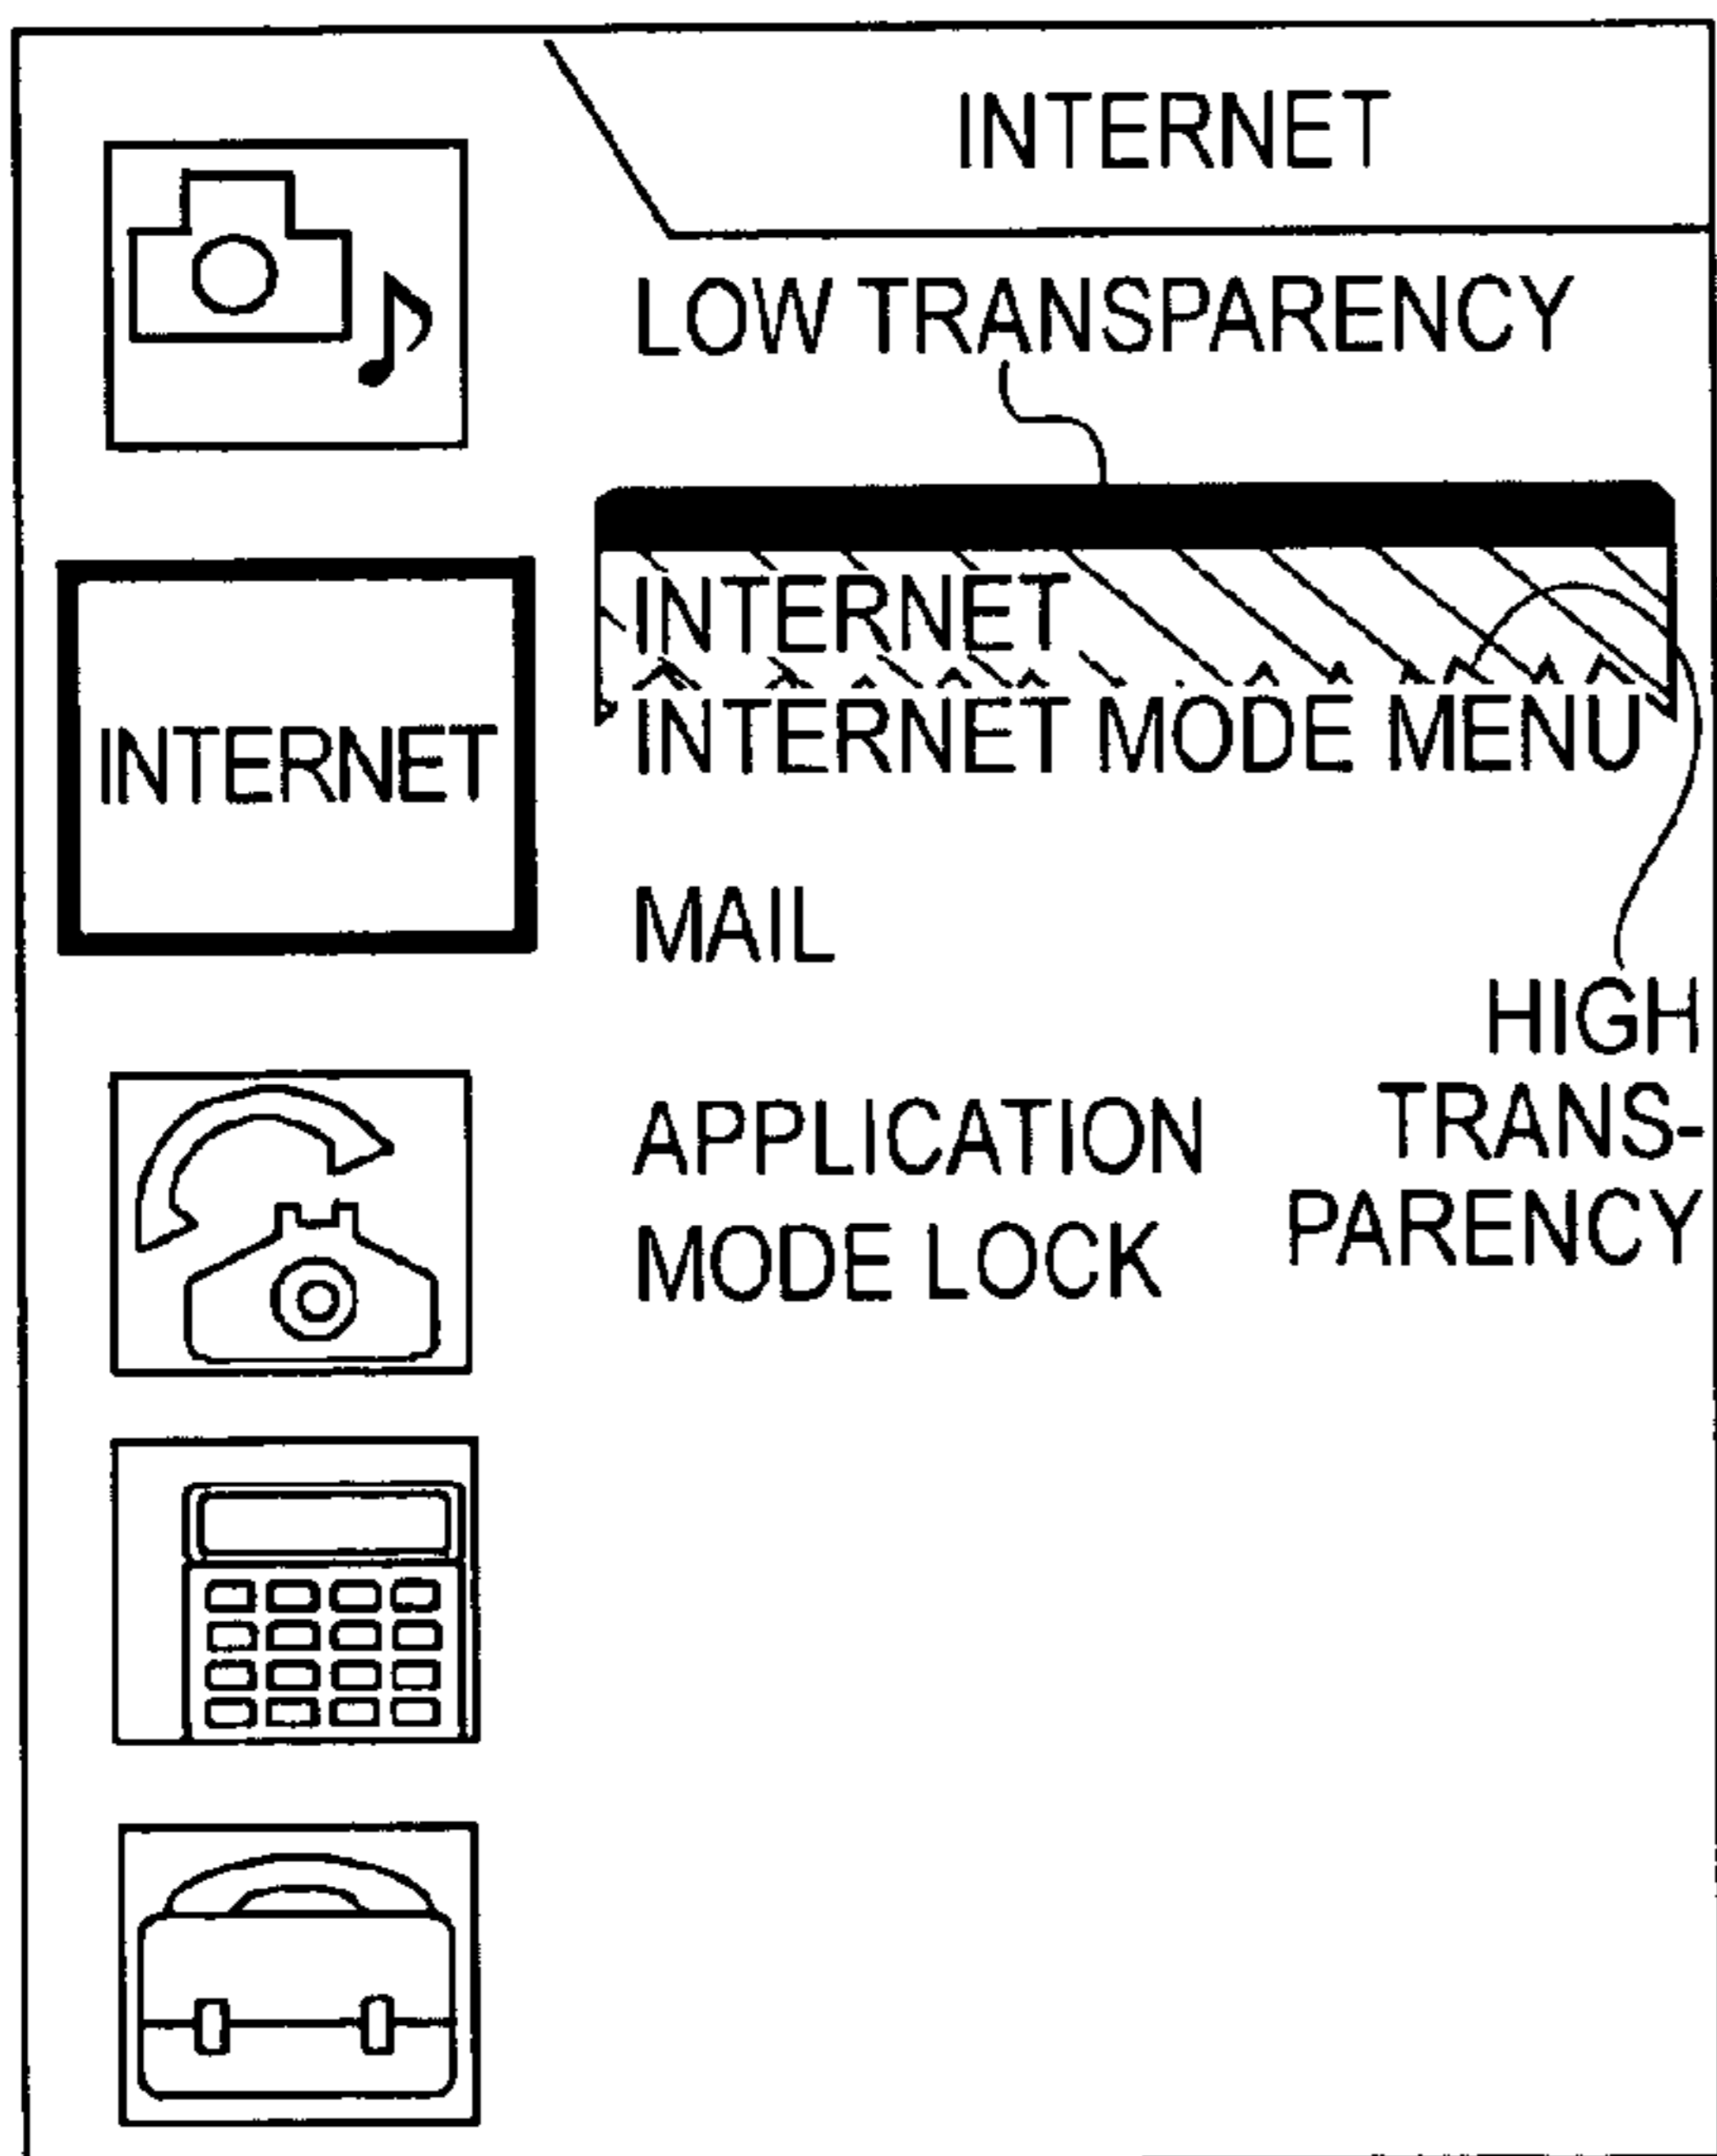 INTERNET
LOW TRANSPARENCY
INTERNET
INTERNET MODE MENU
INTERNET
MAIL
HIGH
TRANS-
PARENCY
APPLICATION
MODE LOCK